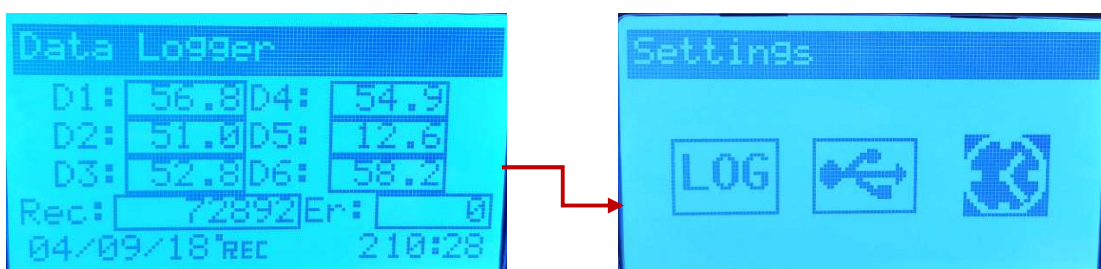 Data Logger
D1: 56.8 D4: 54.9
D2: 51.0 D5: 12.6
D3: 52.8 D6: 58.2
Rec: 72892 Er: 0
04/09/18 REC 210:28
Settings
LOG